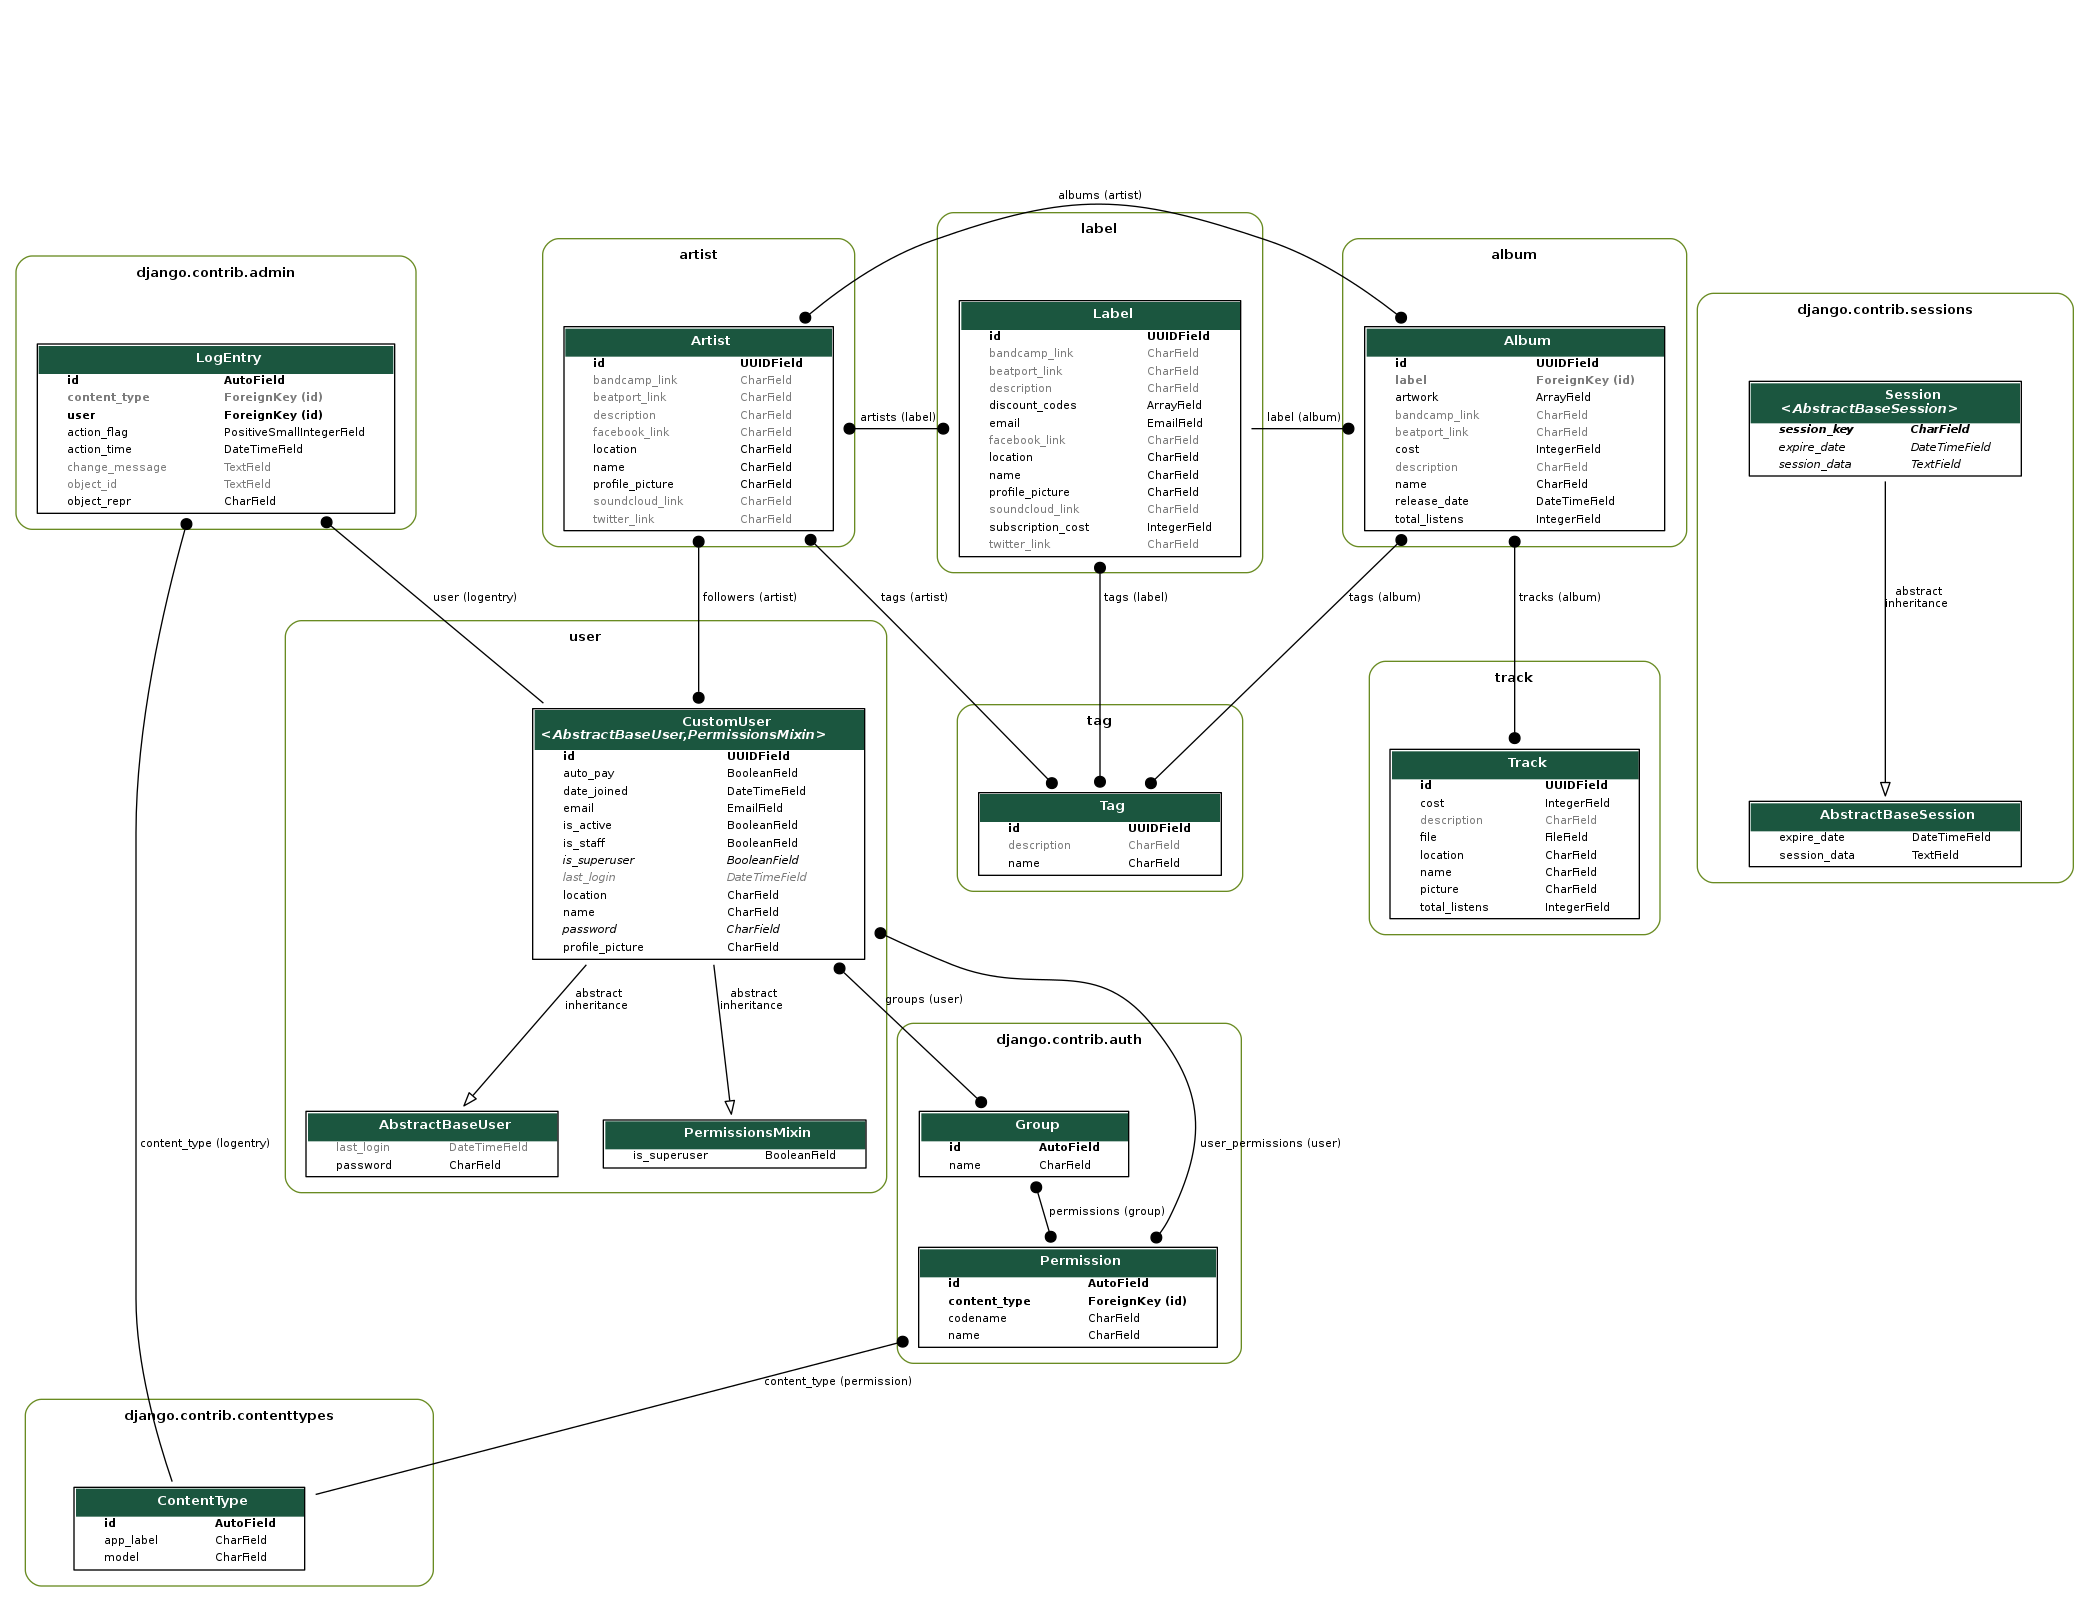 albums (artist)
django.contrib.admin
LogEntry
id AutoField
content_type ForeignKey (id)
user ForeignKey (id)
action_flag PositiveSmallIntegerField
action_time DateTimeField
change_message TextField
object_id TextField
object_repr CharField
artist
Artist
id UUIDField
bandcamp_link CharField
beatport_link CharField
description CharField
facebook_link CharField
location CharField
name CharField
profile_picture CharField
soundcloud_link CharField
twitter_link CharField
artists (label)
label
Label
id UUIDField
bandcamp_link CharField
beatport_link CharField
description CharField
discount_codes ArrayField
email EmailField
facebook_link CharField
location CharField
name CharField
profile_picture CharField
soundcloud_link CharField
subscription_cost IntegerField
twitter_link CharField
label (album)
album
Album
id UUIDField
label ForeignKey (id)
artwork ArrayField
bandcamp_link CharField
beatport_link CharField
cost IntegerField
description CharField
name CharField
release_date DateTimeField
total_listens IntegerField
django.contrib.sessions
Session
<AbstractBaseSession>
session_key CharField
expire_date DateTimeField
session_data TextField
abstract
inheritance
AbstractBaseSession
expire_date DateTimeField
session_data TextField
user (logentry)
followers (artist)
tags (artist)
tags (label)
tags (album)
tracks (album)
user
CustomUser
<AbstractBaseUser,PermissionsMixin>
id UUIDField
auto_pay BooleanField
date_joined DateTimeField
email EmailField
is_active BooleanField
is_staff BooleanField
is_superuser BooleanField
last_login DateTimeField
location CharField
name CharField
password CharField
profile_picture CharField
tag
Tag
id UUIDField
description CharField
name CharField
track
Track
id UUIDField
cost IntegerField
description CharField
file FileField
location CharField
name CharField
picture CharField
total_listens IntegerField
abstract
inheritance
abstract
inheritance
groups (user)
AbstractBaseUser
last_login DateTimeField
password CharField
PermissionsMixin
is_superuser BooleanField
django.contrib.auth
Group
id AutoField
name CharField
content_type (logentry)
user_permissions (user)
permissions (group)
Permission
id AutoField
content_type ForeignKey (id)
codename CharField
name CharField
content_type (permission)
django.contrib.contenttypes
ContentType
id AutoField
app_label CharField
model CharField